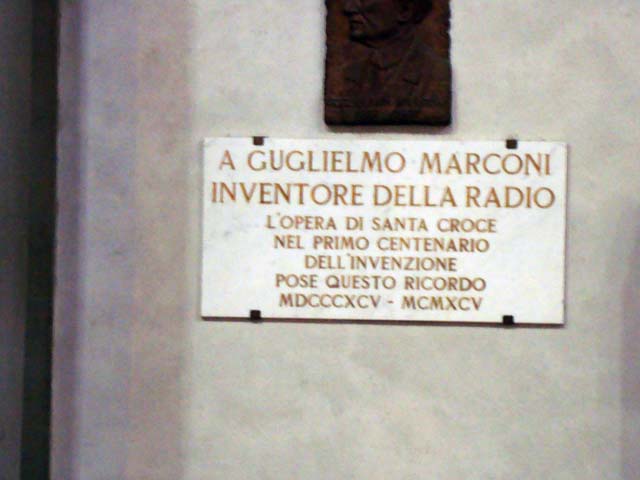 A GUGLIELMO MARCONI
INVENTORE DELLA RADIO
L'OPERA DI SANTA CROCE
NEL PRIMO CENTENARIO
DELL'INVENZIONE
POSE QUESTO RICORDO
MDCCCXCV - MCMXCV